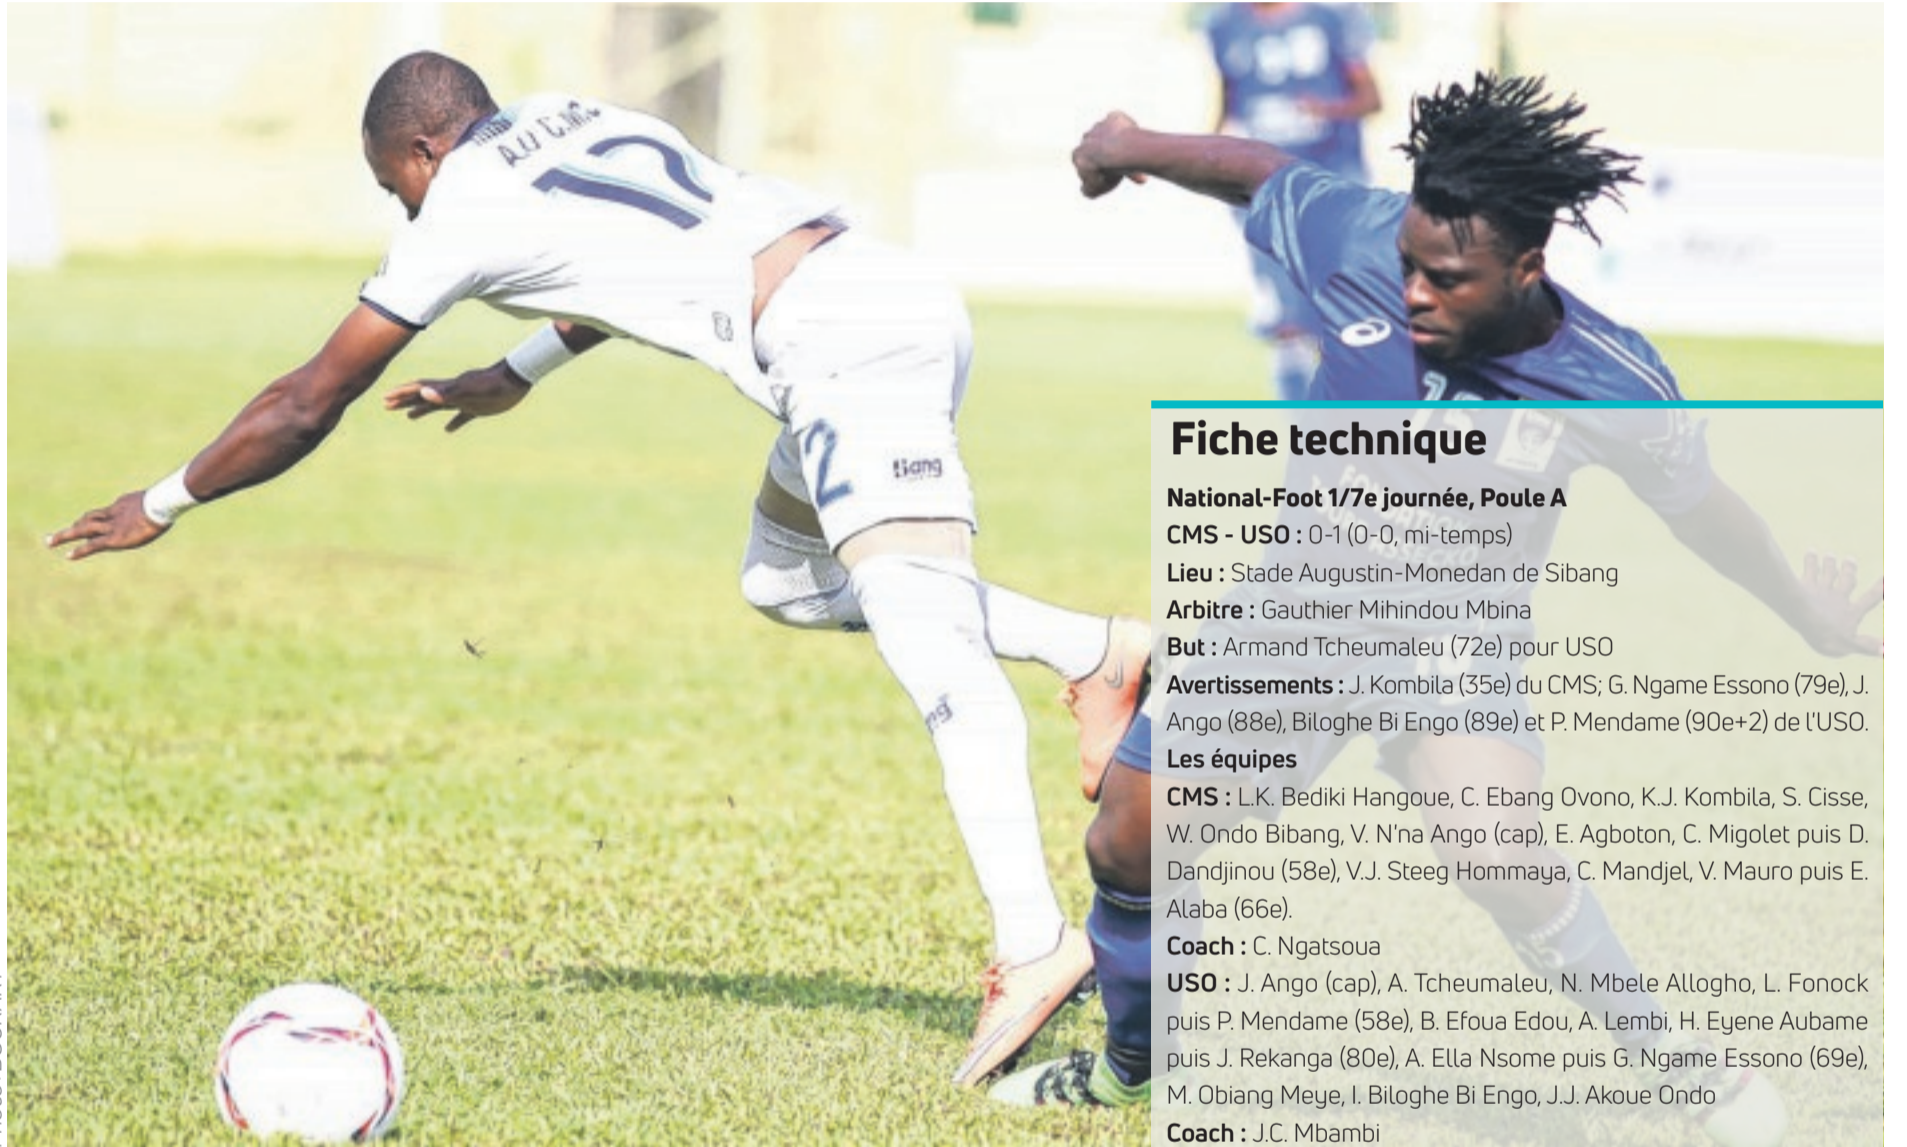 A.U C.M.S
12
2
tiang
15
Fiche technique
National-Foot 1/7e journée, Poule A
CMS - USO : 0-1 (0-0, mi-temps)
Lieu : Stade Augustin-Monedan de Sibang
Arbitre : Gauthier Mihindou Mbina
But : Armand Tcheumaleu (72e) pour USO
Avertissements : J. Kombila (35e) du CMS; G. Ngame Essono (79e), J.
Ango (88e), Biloghe Bi Engo (89e) et P. Mendame (90e+2) de l'USO.
Les équipes
CMS : L.K. Bediki Hangoue, C. Ebang Ovono, K.J. Kombila, S. Cisse,
W. Ondo Bibang, V. N'na Ango (cap), E. Agboton, C. Migolet puis D.
Dandjinou (58e), V.J. Steeg Hommaya, C. Mandjel, V. Mauro puis E.
Alaba (66e).
Coach : C. Ngatsoua
USO : J. Ango (cap), A. Tcheumaleu, N. Mbele Allogho, L. Fonock
puis P. Mendame (58e), B. Efoua Edou, A. Lembi, H. Eyene Aubame
puis J. Rekanga (80e), A. Ella Nsome puis G. Ngame Essono (69e),
M. Obiang Meye, I. Biloghe Bi Engo, J.J. Akoue Ondo
Coach : J.C. Mbambi